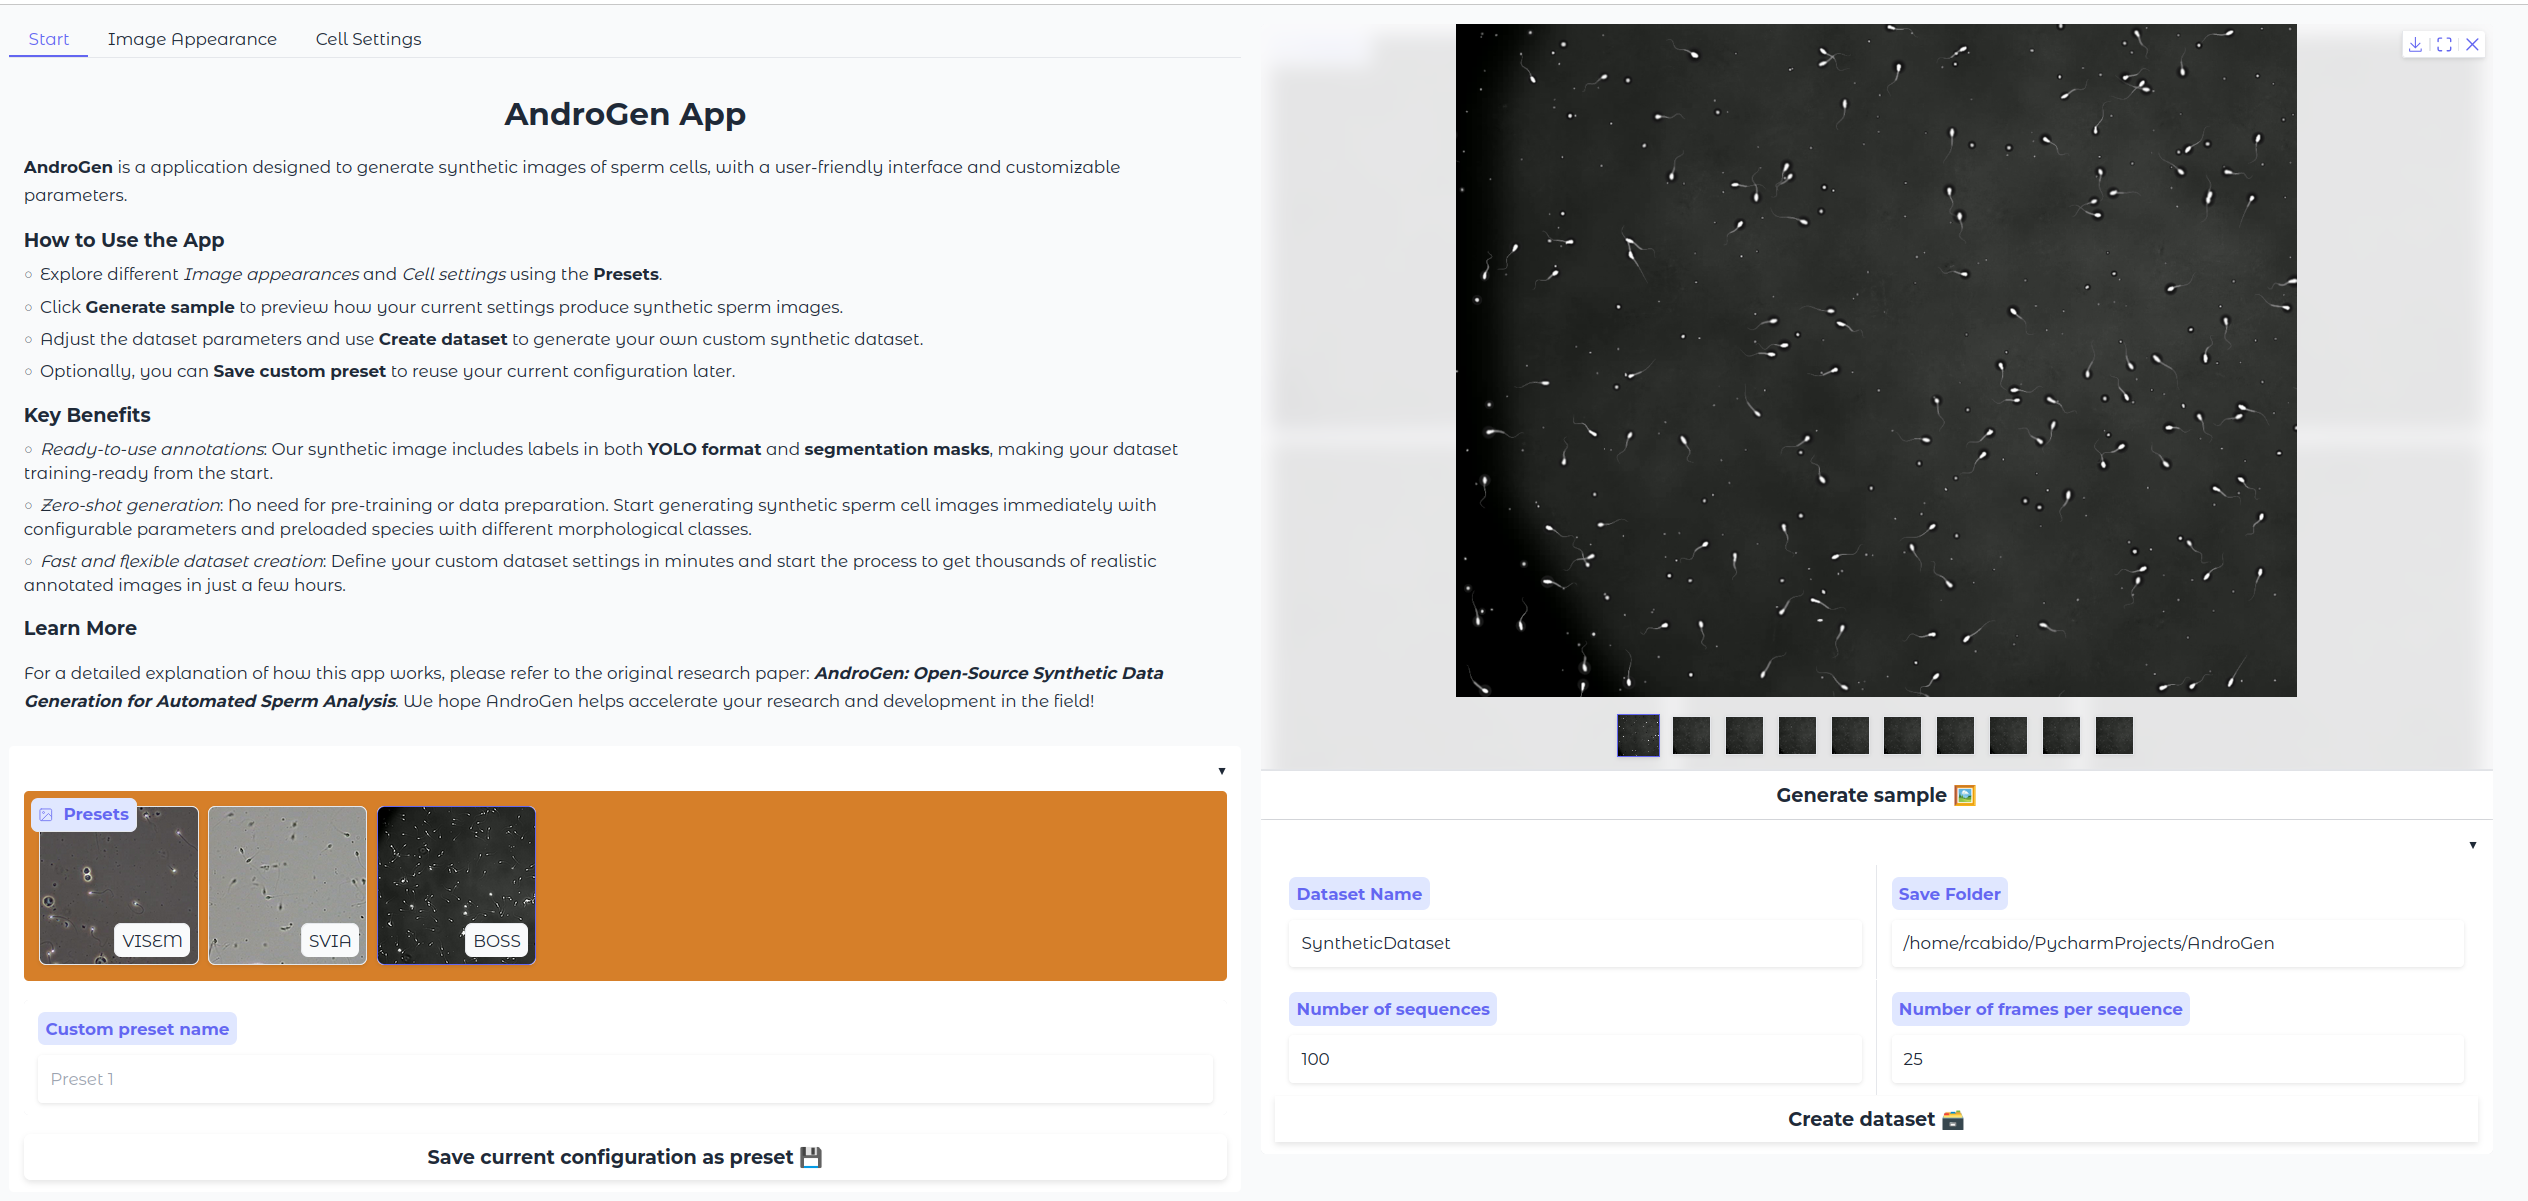 Start
Image Appearance
Cell Settings
AndroGen App
AndroGen is a application designed to generate synthetic images of sperm cells, with a user-friendly interface and customizable
parameters.
How to Use the App
◦ Explore different Image appearances and Cell settings using the Presets.
◦ Click Generate sample to preview how your current settings produce synthetic sperm images.
◦ Adjust the dataset parameters and use Create dataset to generate your own custom synthetic dataset.
◦ Optionally, you can Save custom preset to reuse your current configuration later.
Key Benefits
◦ Ready-to-use annotations: Our synthetic image includes labels in both YOLO format and segmentation masks, making your dataset
training-ready from the start.
◦ Zero-shot generation: No need for pre-training or data preparation. Start generating synthetic sperm cell images immediately with
configurable parameters and preloaded species with different morphological classes.
◦ Fast and flexible dataset creation: Define your custom dataset settings in minutes and start the process to get thousands of realistic
annotated images in just a few hours.
Learn More
For a detailed explanation of how this app works, please refer to the original research paper: AndroGen: Open-Source Synthetic Data
Generation for Automated Sperm Analysis. We hope AndroGen helps accelerate your research and development in the field!
Presets
VISEM
SVIA
BOSS
Custom preset name
Preset 1
Save current configuration as preset 💾
Generate sample 🖼️
Dataset Name
SyntheticDataset
Save Folder
/home/rcabido/PycharmProjects/AndroGen
Number of sequences
100
Number of frames per sequence
25
Create dataset 🗃️